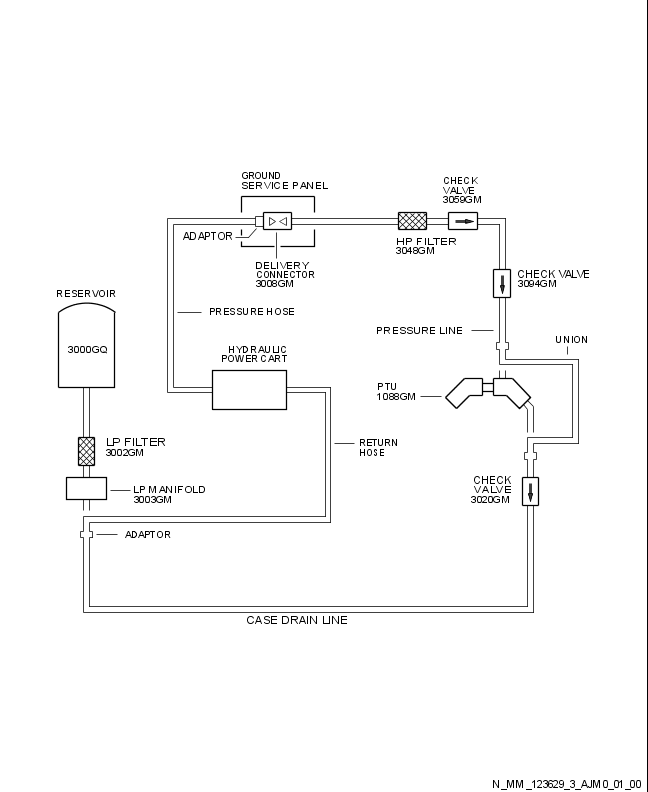 GROUND
SERVICE PANEL
CHECK
VALVE
3059GM
ADAPTOR
HP FILTER
3048GM
DELIVERY
CONNECTOR
3008GM
CHECK VALVE
3094GM
RESERVOIR
PRESSURE HOSE
PRESSURE LINE
UNION
3000GQ
HYDRAULIC
POWER CART
PTU
1088GM
LP FILTER
3002GM
RETURN
HOSE
LP MANIFOLD
3003GM
CHECK
VALVE
3020GM
ADAPTOR
CASE DRAIN LINE
N_MM_123629_3_AJM0_01_00